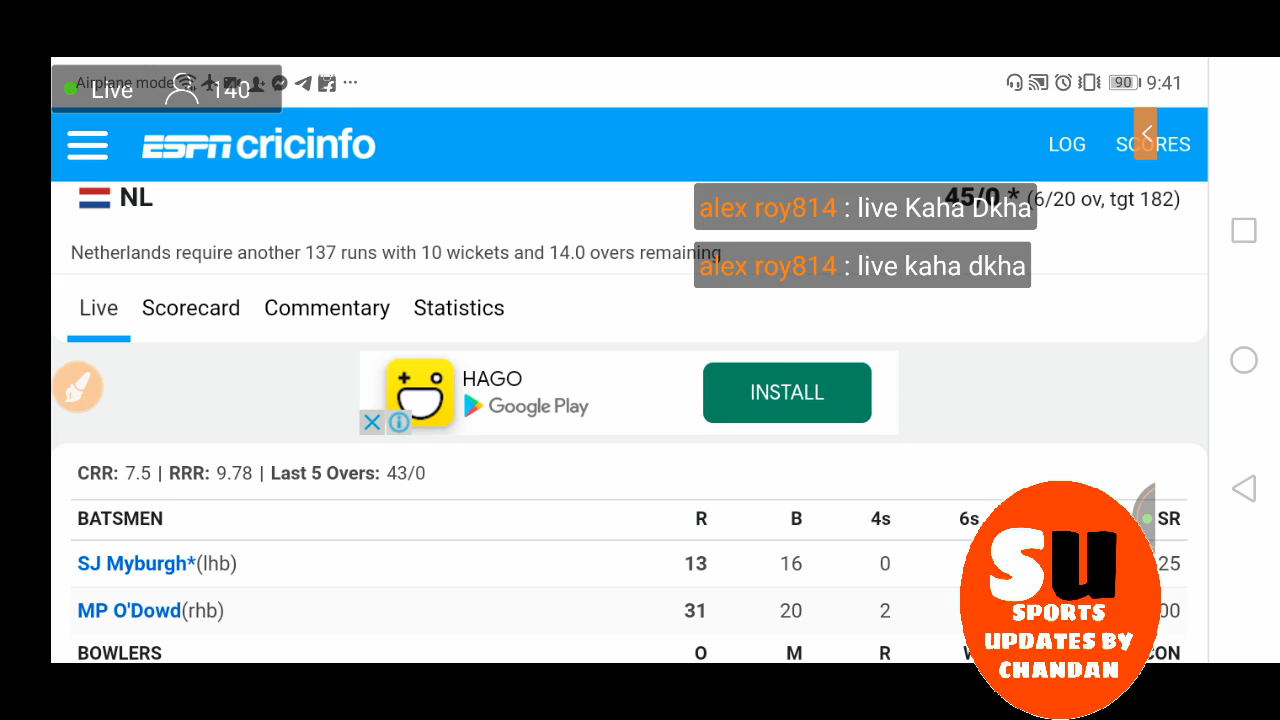 Airplane mode
Live 140
90 9:41
ESPN cricinfo
LOG SCORES
NL
45/0 * (6/20 ov, tgt 182)
alex roy814 : live Kaha Dkha
Netherlands require another 137 runs with 10 wickets and 14.0 overs remaining
alex roy814 : live kaha dkha
Live Scorecard Commentary Statistics
HAGO
Google Play
INSTALL
CRR: 7.5 | RRR: 9.78 | Last 5 Overs: 43/0
BATSMEN R B 4s 6s SR
SJ Myburgh*(lhb) 13 16 0 25
MP O'Dowd(rhb) 31 20 2 00
BOWLERS O M R
SU
SPORTS
UPDATES BY
CHANDAN